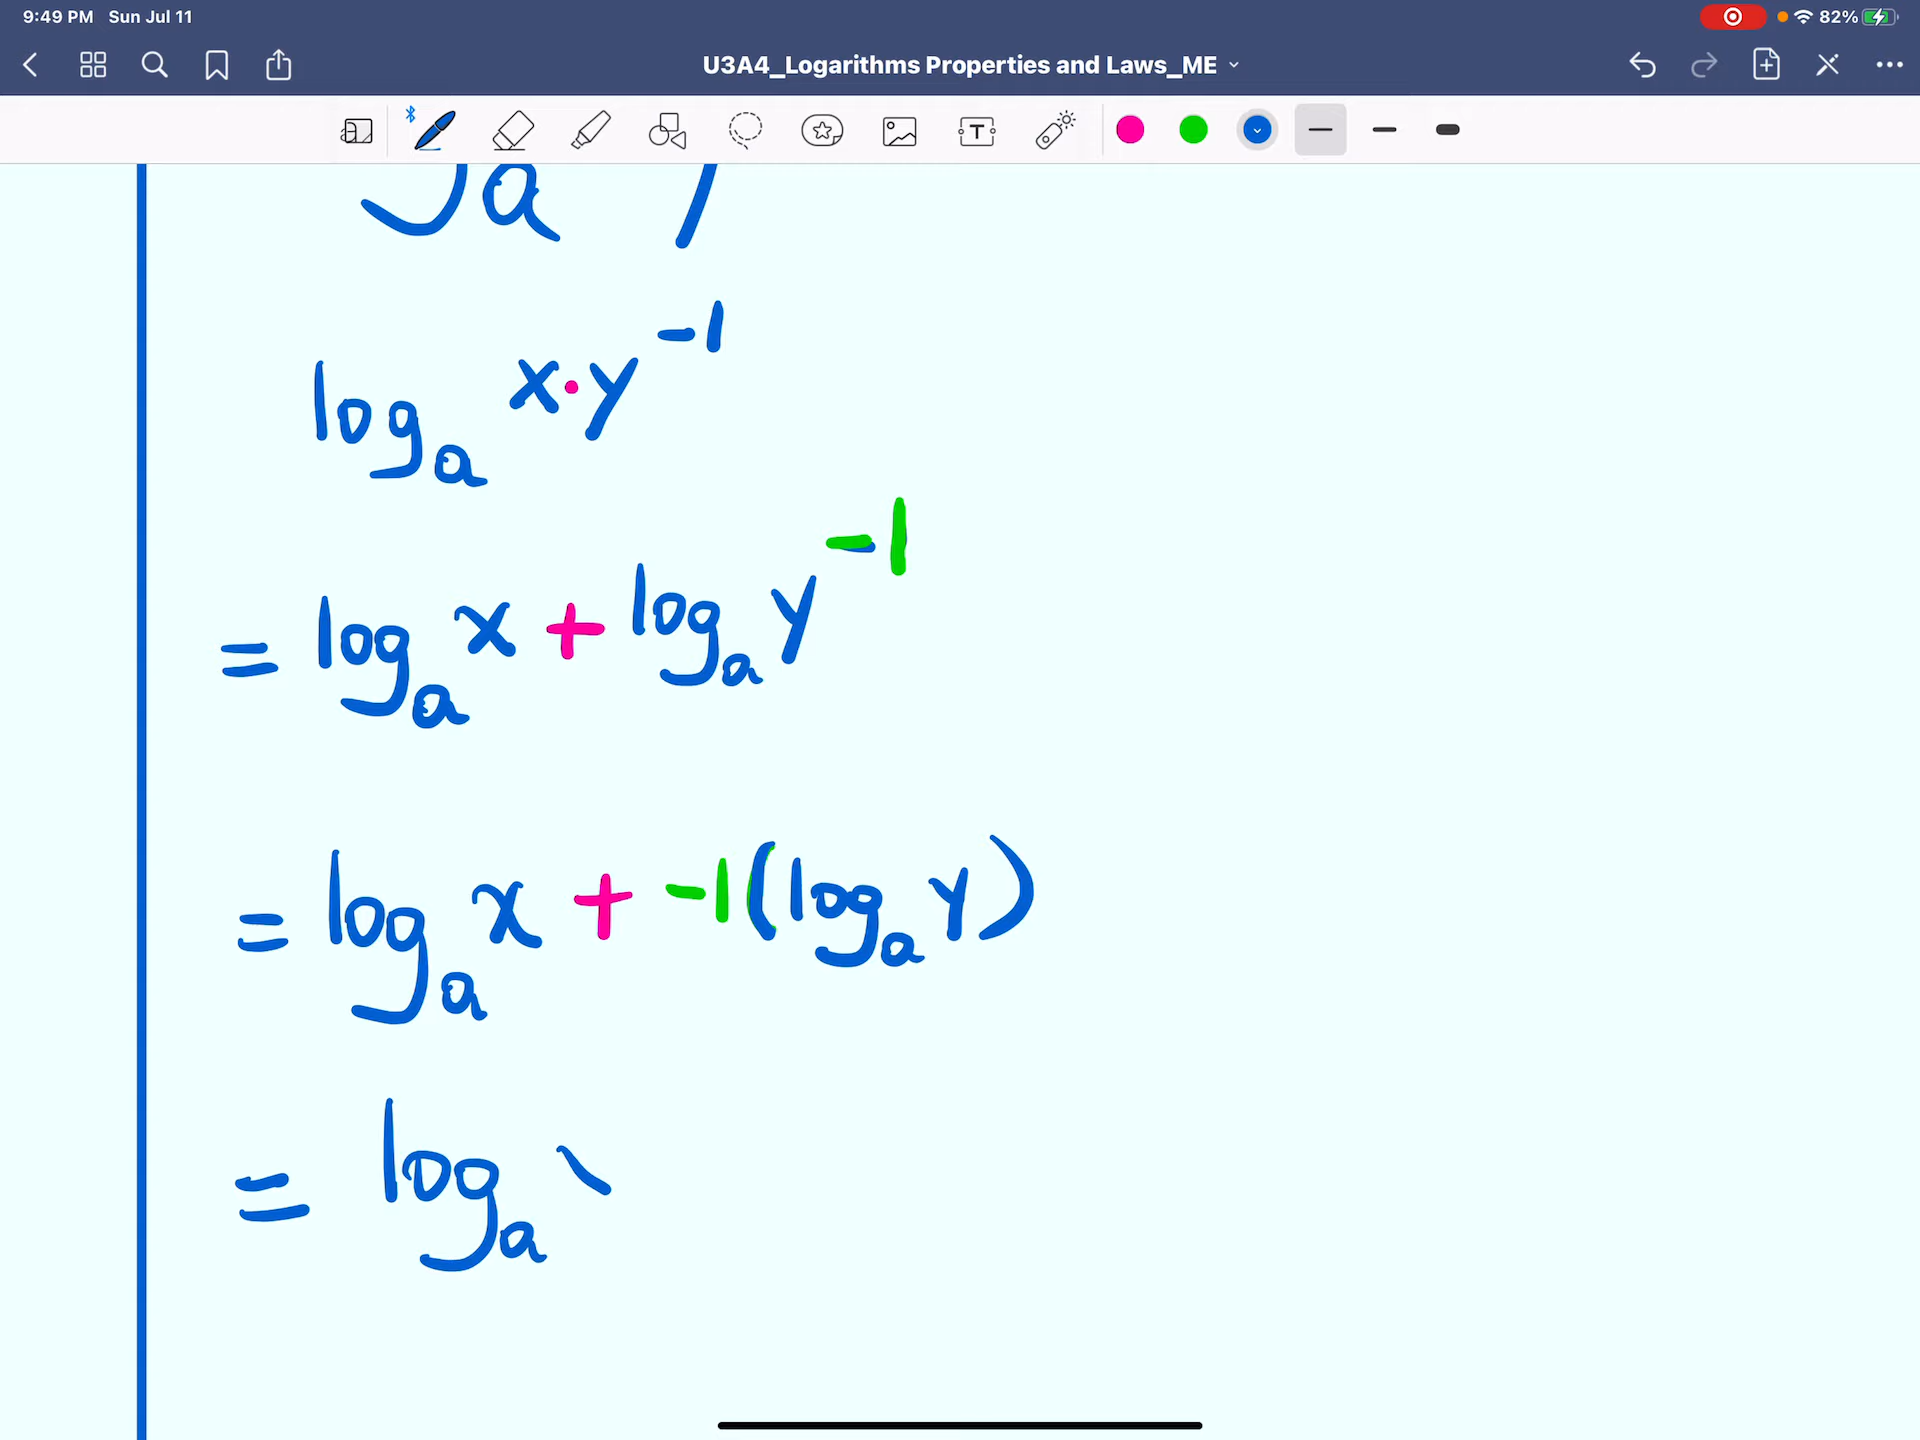 9:49 PM Sun Jul 11
82%
U3A4_Logarithms Properties and Laws_ME
T
log_a x·y^-1
= log_a x + log_a y^-1
= log_a x + -1(log_a y)
= log_a